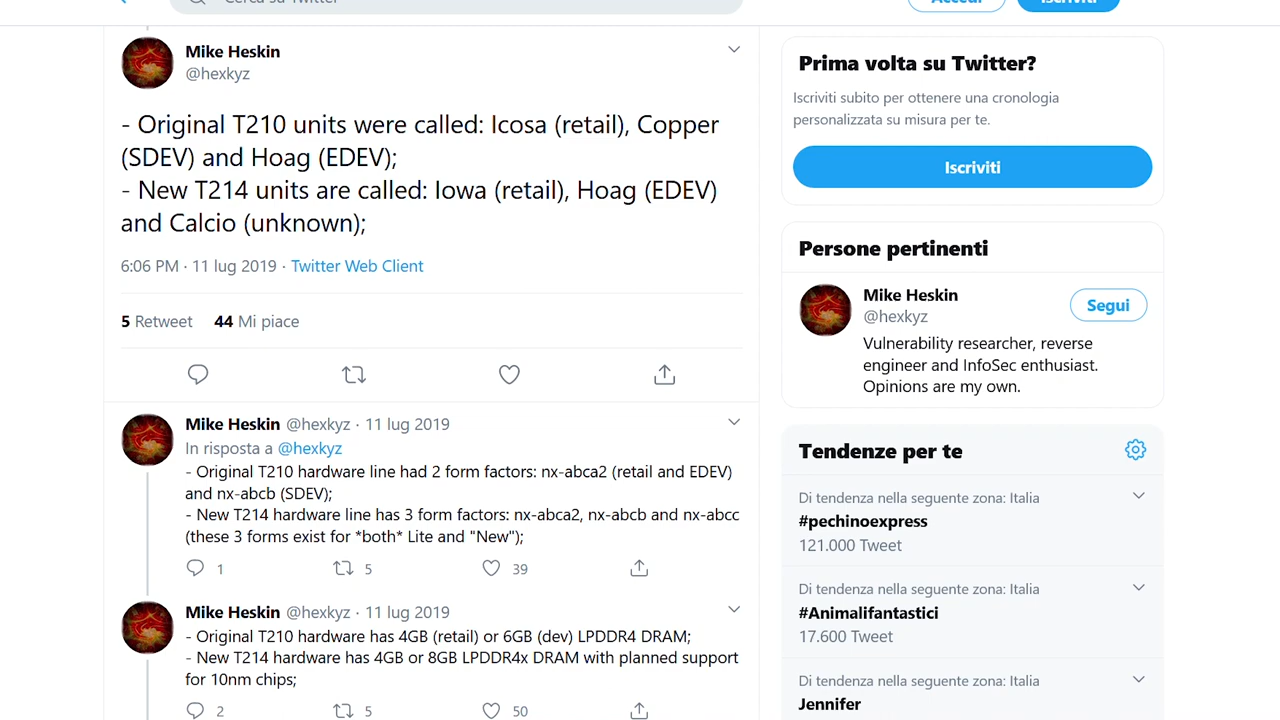 Cerca su Twitter
Accedi
Iscriviti
Mike Heskin
@hexkyz
- Original T210 units were called: Icosa (retail), Copper
(SDEV) and Hoag (EDEV);
- New T214 units are called: Iowa (retail), Hoag (EDEV)
and Calcio (unknown);
6:06 PM · 11 lug 2019 · Twitter Web Client
5 Retweet 44 Mi piace
Mike Heskin @hexkyz · 11 lug 2019
In risposta a @hexkyz
- Original T210 hardware line had 2 form factors: nx-abca2 (retail and EDEV)
and nx-abcb (SDEV);
- New T214 hardware line has 3 form factors: nx-abca2, nx-abcb and nx-abcc
(these 3 forms exist for *both* Lite and "New");
1 5 39
Mike Heskin @hexkyz · 11 lug 2019
- Original T210 hardware has 4GB (retail) or 6GB (dev) LPDDR4 DRAM;
- New T214 hardware has 4GB or 8GB LPDDR4x DRAM with planned support
for 10nm chips;
2 5 50
Prima volta su Twitter?
Iscriviti subito per ottenere una cronologia
personalizzata su misura per te.
Iscriviti
Persone pertinenti
Mike Heskin
@hexkyz
Segui
Vulnerability researcher, reverse
engineer and InfoSec enthusiast.
Opinions are my own.
Tendenze per te
Di tendenza nella seguente zona: Italia
#pechinoexpress
121.000 Tweet
Di tendenza nella seguente zona: Italia
#Animalifantastici
17.600 Tweet
Di tendenza nella seguente zona: Italia
Jennifer